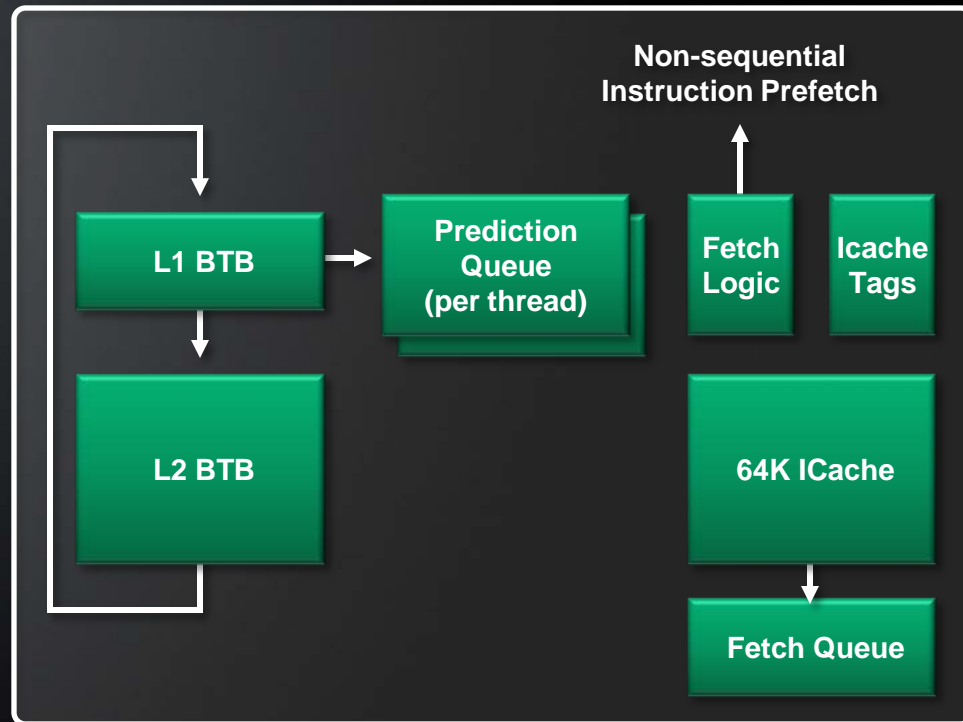 Non-sequential
Instruction Prefetch
L1 BTB
Prediction
Queue
(per thread)
Fetch
Logic
Icache
Tags
L2 BTB
64K ICache
Fetch Queue